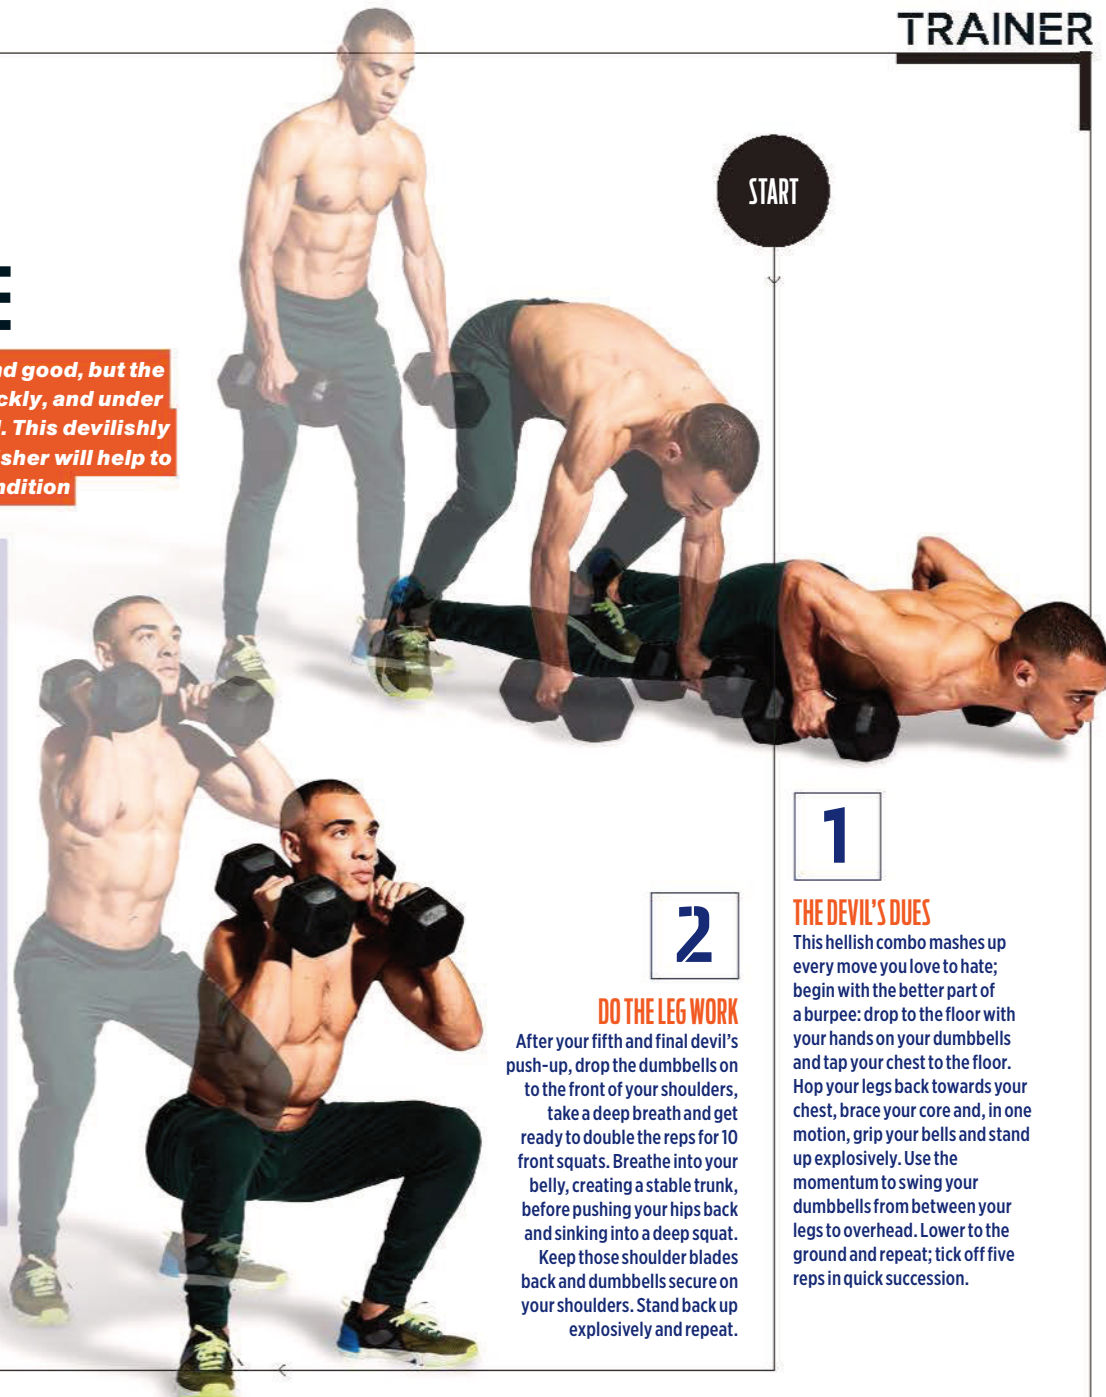 TRAINER
START
E
nd good, but the
ckly, and under
. This devilishly
sher will help to
ndition
1
THE DEVIL'S DUES
This hellish combo mashes up
every move you love to hate;
begin with the better part of
a burpee: drop to the floor with
your hands on your dumbbells
and tap your chest to the floor.
Hop your legs back towards your
chest, brace your core and, in one
motion, grip your bells and stand
up explosively. Use the
momentum to swing your
dumbbells from between your
legs to overhead. Lower to the
ground and repeat; tick off five
reps in quick succession.
2
DO THE LEG WORK
After your fifth and final devil's
push-up, drop the dumbbells on
to the front of your shoulders,
take a deep breath and get
ready to double the reps for 10
front squats. Breathe into your
belly, creating a stable trunk,
before pushing your hips back
and sinking into a deep squat.
Keep those shoulder blades
back and dumbbells secure on
your shoulders. Stand back up
explosively and repeat.